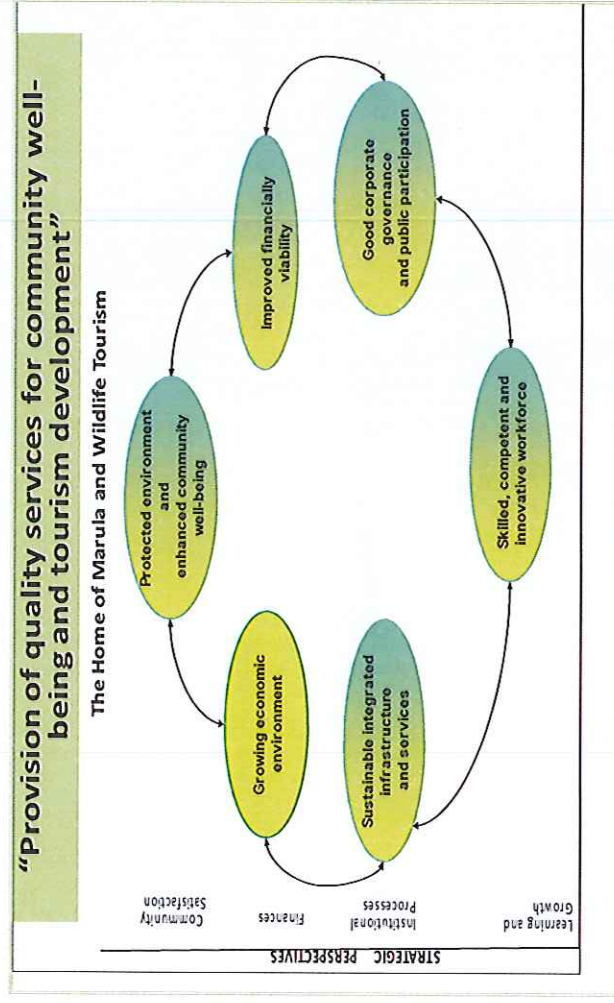 "Provision of quality services for community well-
being and tourism development"
The Home of Marula and Wildlife Tourism
STRATEGIC PERSPECTIVES
Community
Satisfaction
Protected environment
and
enhanced community
well-being
Finances
Growing economic
environment
Improved financially
viability
Institutional
Processes
Sustainable integrated
infrastructure
and services
Good corporate
governance
and public participation
Learning and
Growth
Skilled, competent and
innovative workforce